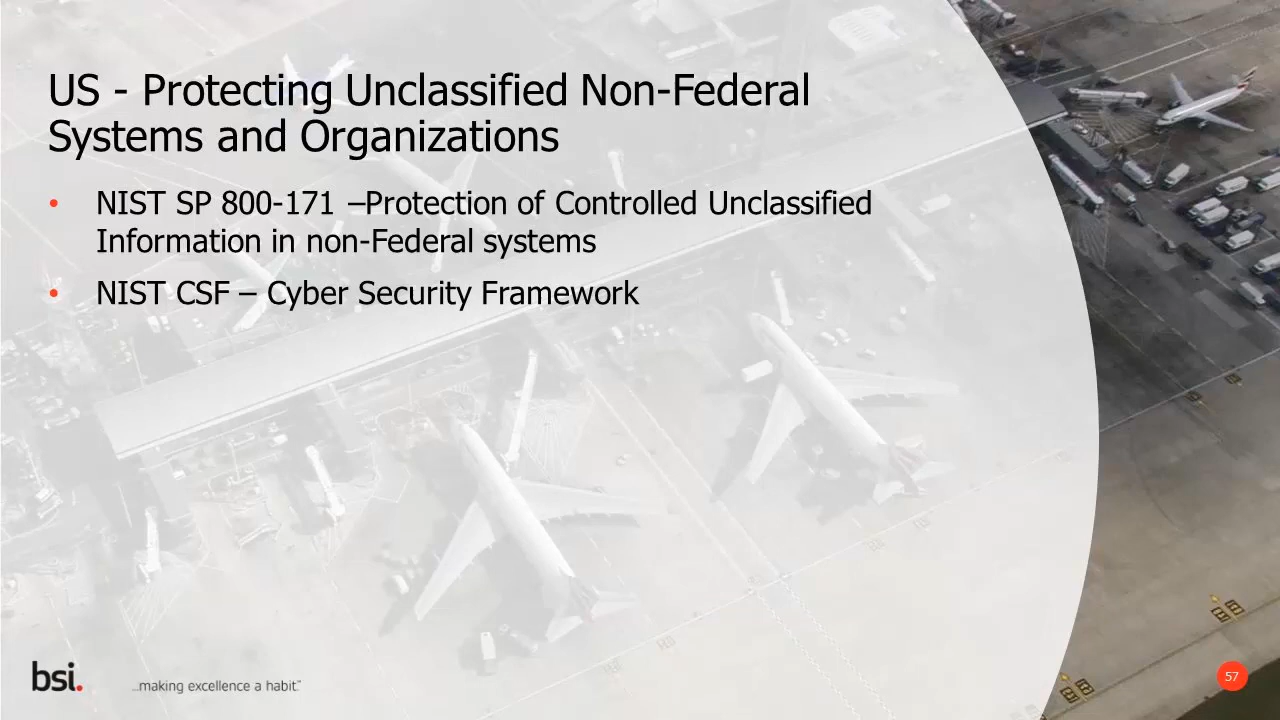 US - Protecting Unclassified Non-Federal
Systems and Organizations
• NIST SP 800-171 –Protection of Controlled Unclassified
Information in non-Federal systems
• NIST CSF – Cyber Security Framework
bsi.
...making excellence a habit.™
57